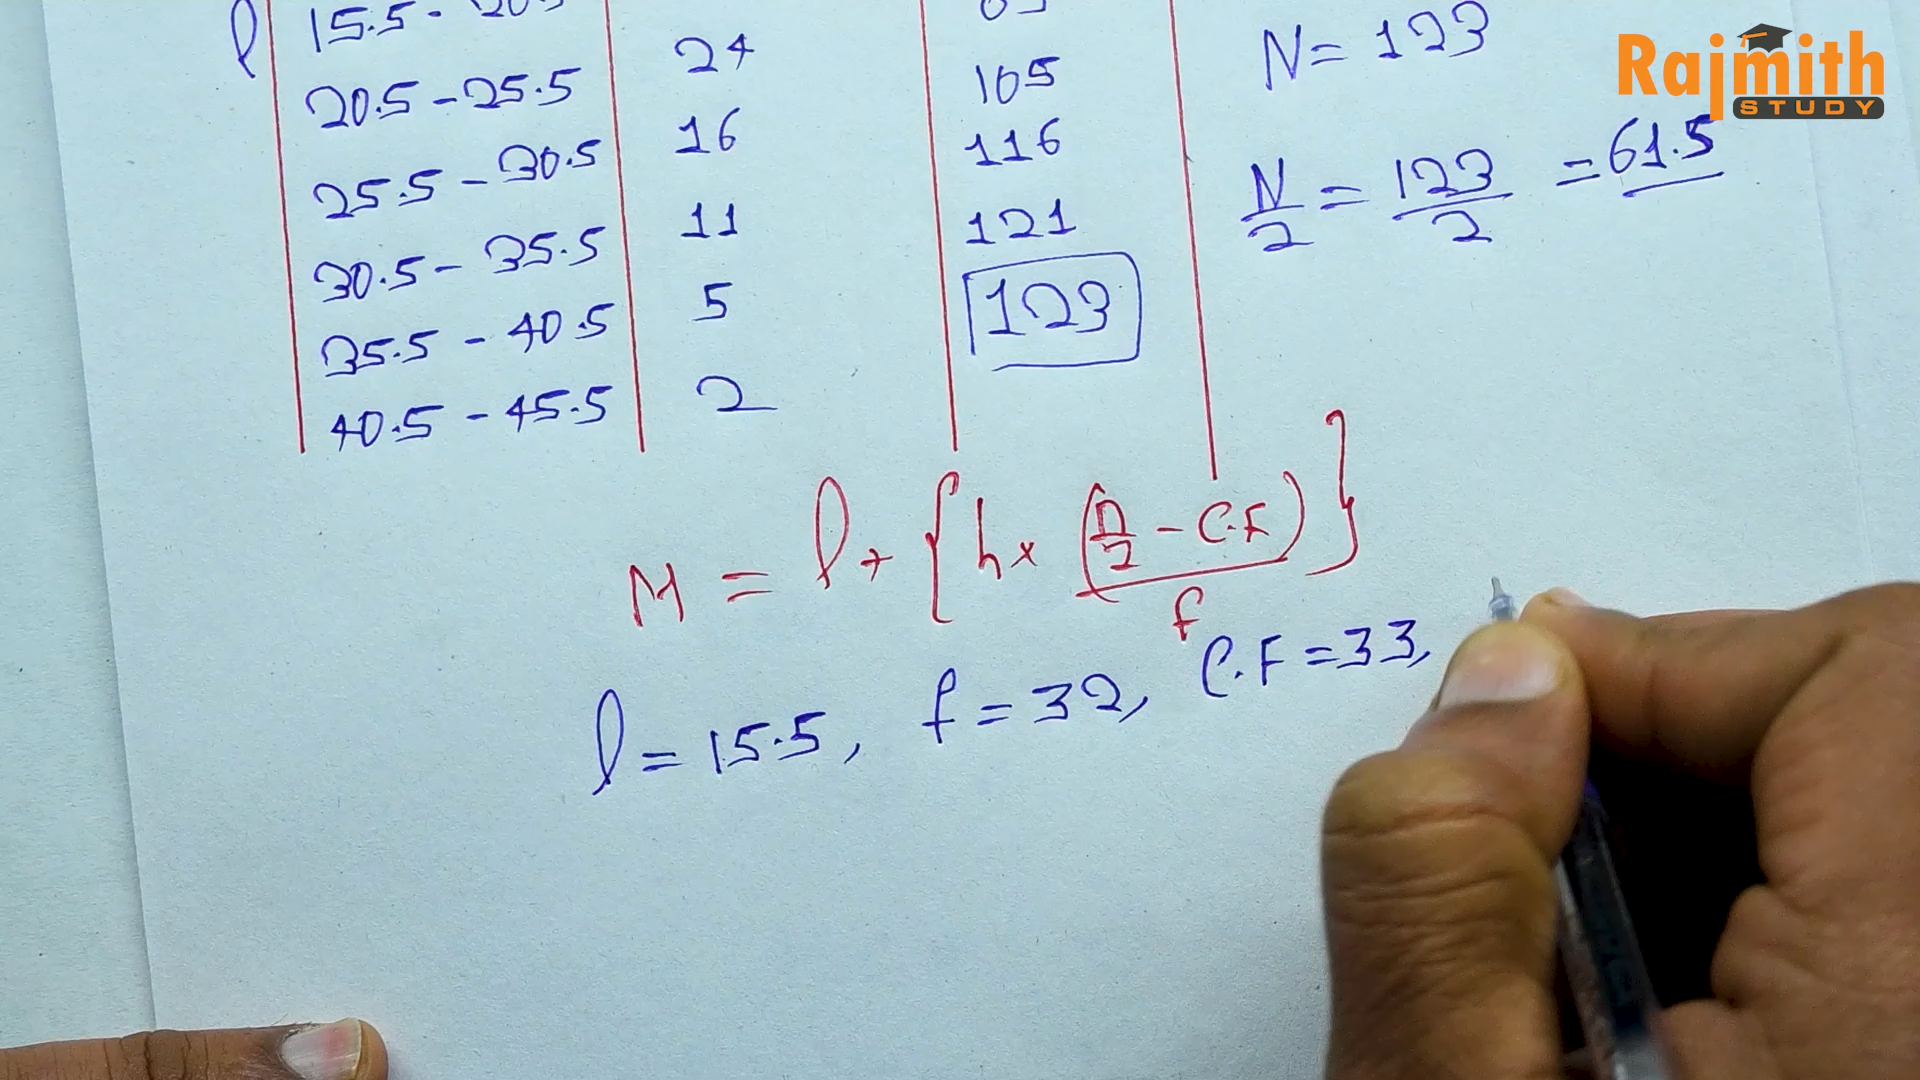 l 15.5 - 20.5
20.5 - 25.5 24 105
25.5 - 30.5 16 116
30.5 - 35.5 11 121
35.5 - 40.5 5 123
40.5 - 45.5 2
N = 123
N/2 = 123/2 = 61.5
M = l + { h × (n/2 - C.F) / f }
l = 15.5, f = 32, C.F = 33,
Rajmith
STUDY